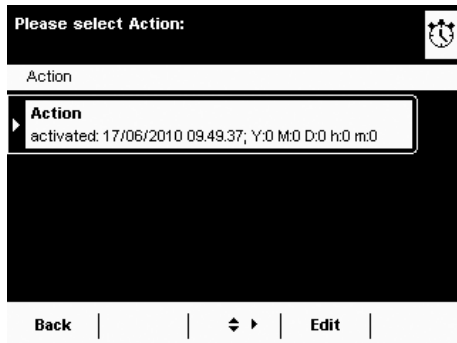 Please select Action:
Action
Action
activated: 17/06/2010 09.49.37; Y:0 M:0 D:0 h:0 m:0
Back
Edit